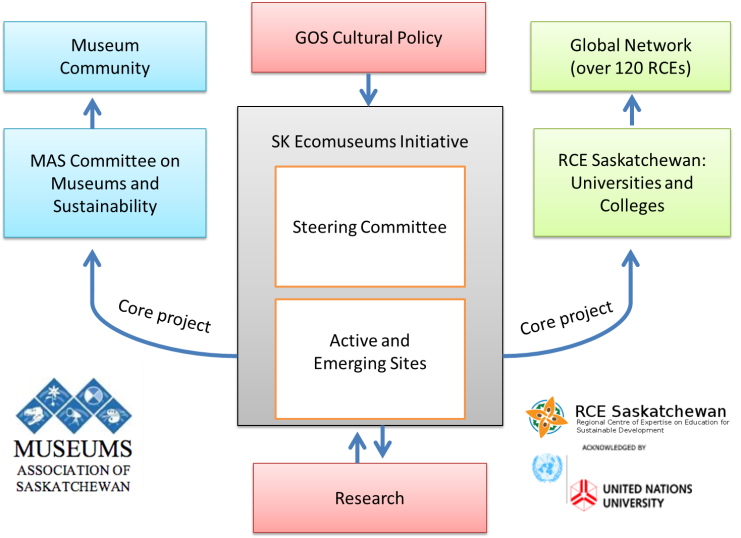 Museum
Community
GOS Cultural Policy
Global Network
(over 120 RCEs)
MAS Committee on
Museums and
Sustainability
SK Ecomuseums Initiative
Steering Committee
Active and
Emerging Sites
RCE Saskatchewan:
Universities and
Colleges
Core project
Core project
Research
MUSEUMS
ASSOCIATION OF
SASKATCHEWAN
RCE Saskatchewan
Regional Centre of Expertise on Education for
Sustainable Development
ACKNOWLEDGED BY
UNITED NATIONS
UNIVERSITY